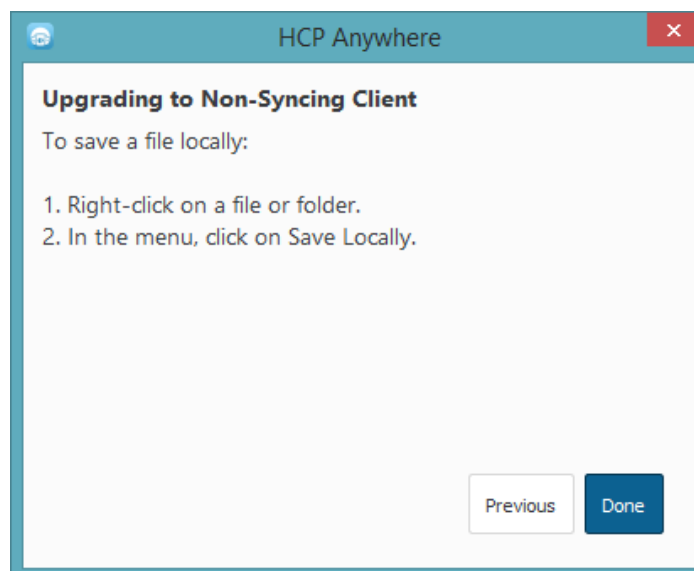 HCP Anywhere
Upgrading to Non-Syncing Client
To save a file locally:
1. Right-click on a file or folder.
2. In the menu, click on Save Locally.
Previous
Done